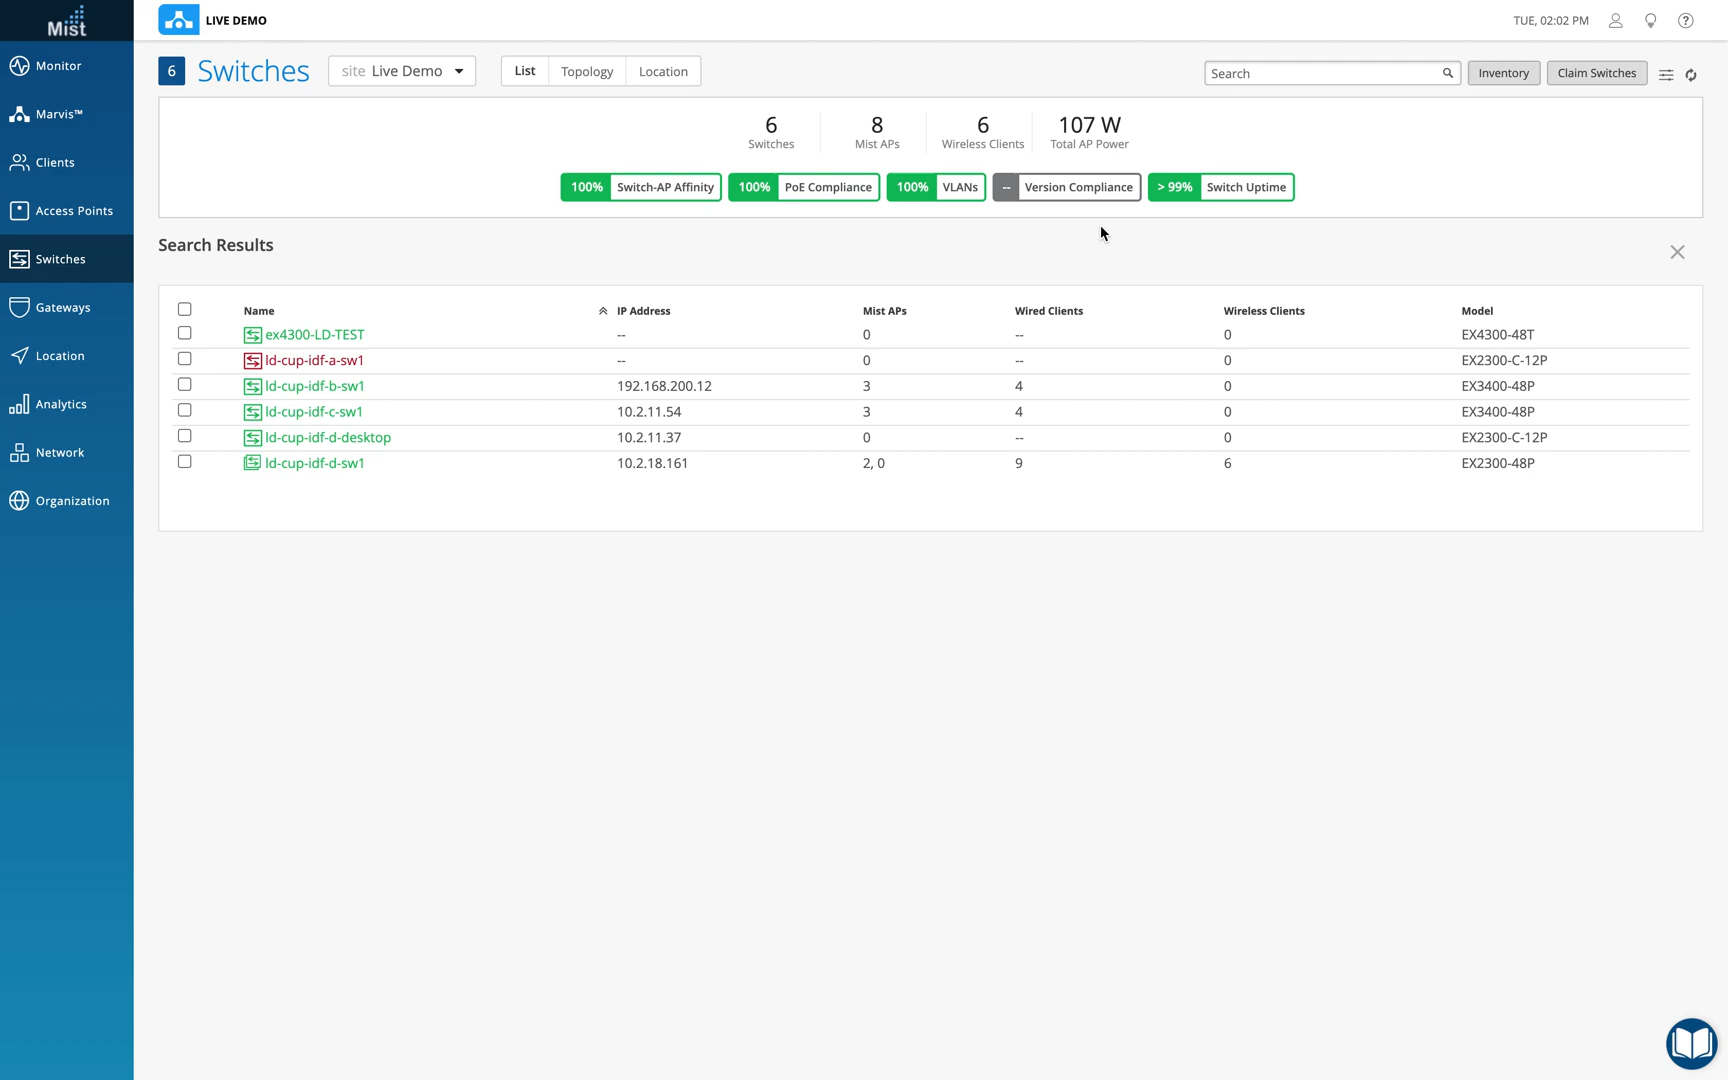 Mist
LIVE DEMO
TUE, 02:02 PM
?
Monitor
Marvis™
Clients
Access Points
Switches
Gateways
Location
Analytics
Network
Organization
6 Switches site Live Demo List Topology Location Search Inventory Claim Switches
6 8 6 107 W
Switches Mist APs Wireless Clients Total AP Power
100% Switch-AP Affinity 100% PoE Compliance 100% VLANs -- Version Compliance > 99% Switch Uptime
Search Results
Name IP Address Mist APs Wired Clients Wireless Clients Model
ex4300-LD-TEST -- 0 -- 0 EX4300-48T
ld-cup-idf-a-sw1 -- 0 -- 0 EX2300-C-12P
ld-cup-idf-b-sw1 192.168.200.12 3 4 0 EX3400-48P
ld-cup-idf-c-sw1 10.2.11.54 3 4 0 EX3400-48P
ld-cup-idf-d-desktop 10.2.11.37 0 -- 0 EX2300-C-12P
ld-cup-idf-d-sw1 10.2.18.161 2, 0 9 6 EX2300-48P